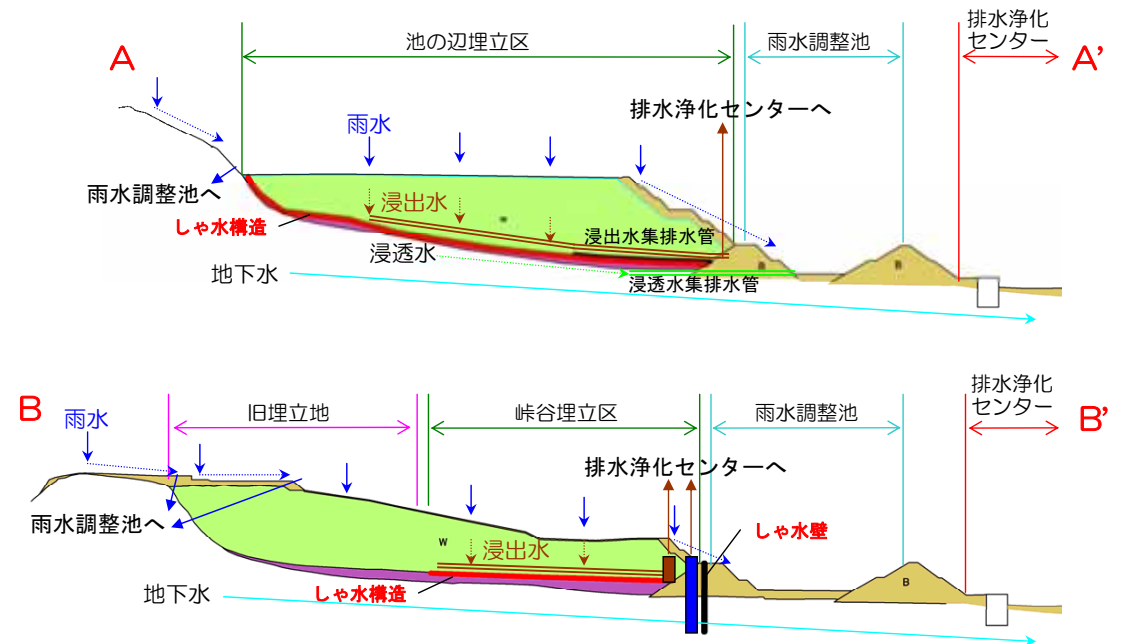 排水浄化
センター
池の辺埋立区
雨水調整池
A
A'
排水浄化センターへ
雨水
雨水調整池へ
浸出水
しゃ水構造
浸出水集排水管
浸透水
B
B
地下水
浸透水集排水管
排水浄化
センター
B
旧埋立地
峠谷埋立区
雨水調整池
B'
雨水
排水浄化センターへ
雨水調整池へ
しゃ水壁
W
浸出水
B
地下水
しゃ水構造